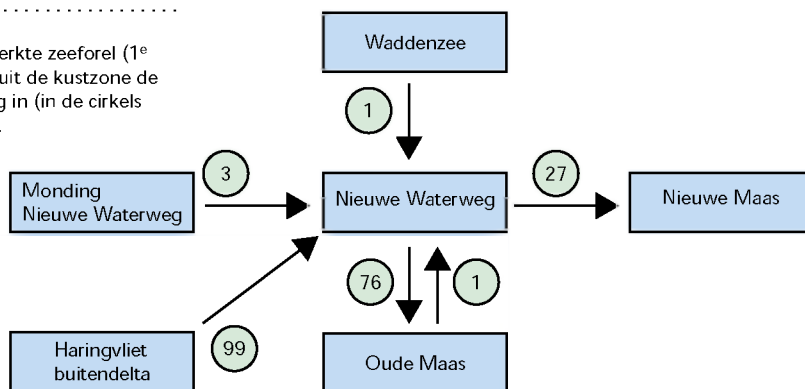 erkte zeeforel (1e
uit de kustzone de
g in (in de cirkels
Waddenzee
1
3
27
Monding
Nieuwe Waterweg
Nieuwe Waterweg
Nieuwe Maas
76
1
99
Haringvliet
buitendelta
Oude Maas